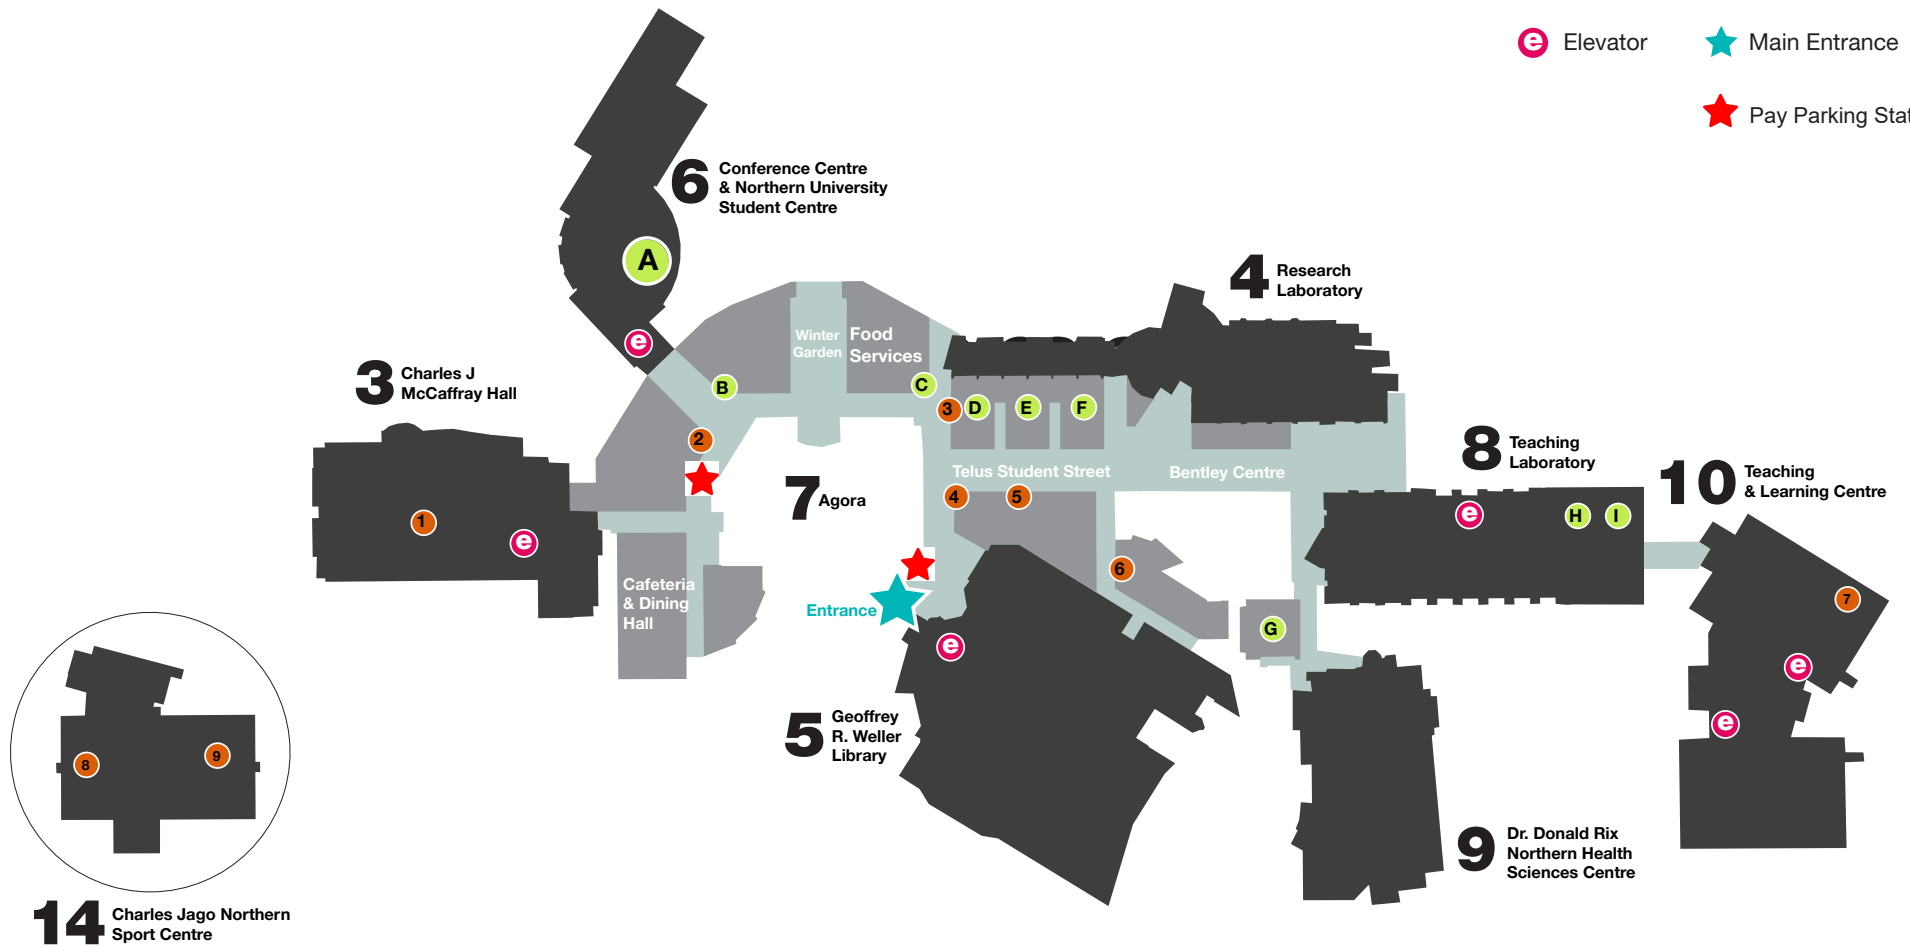 e Elevator
Main Entrance
Pay Parking Stat
6 Conference Centre
& Northern University
Student Centre
A
e
4 Research
Laboratory
Winter
Garden
Food
Services
3 Charles J
McCaffray Hall
B
C
3
D
E
F
2
Telus Student Street
Bentley Centre
8 Teaching
Laboratory
10 Teaching
& Learning Centre
7 Agora
4
5
1
e
e
H
I
6
Cafeteria
& Dining
Hall
Entrance
7
G
e
e
e
5 Geoffrey
R. Weller
Library
8
9
9 Dr. Donald Rix
Northern Health
Sciences Centre
14 Charles Jago Northern
Sport Centre